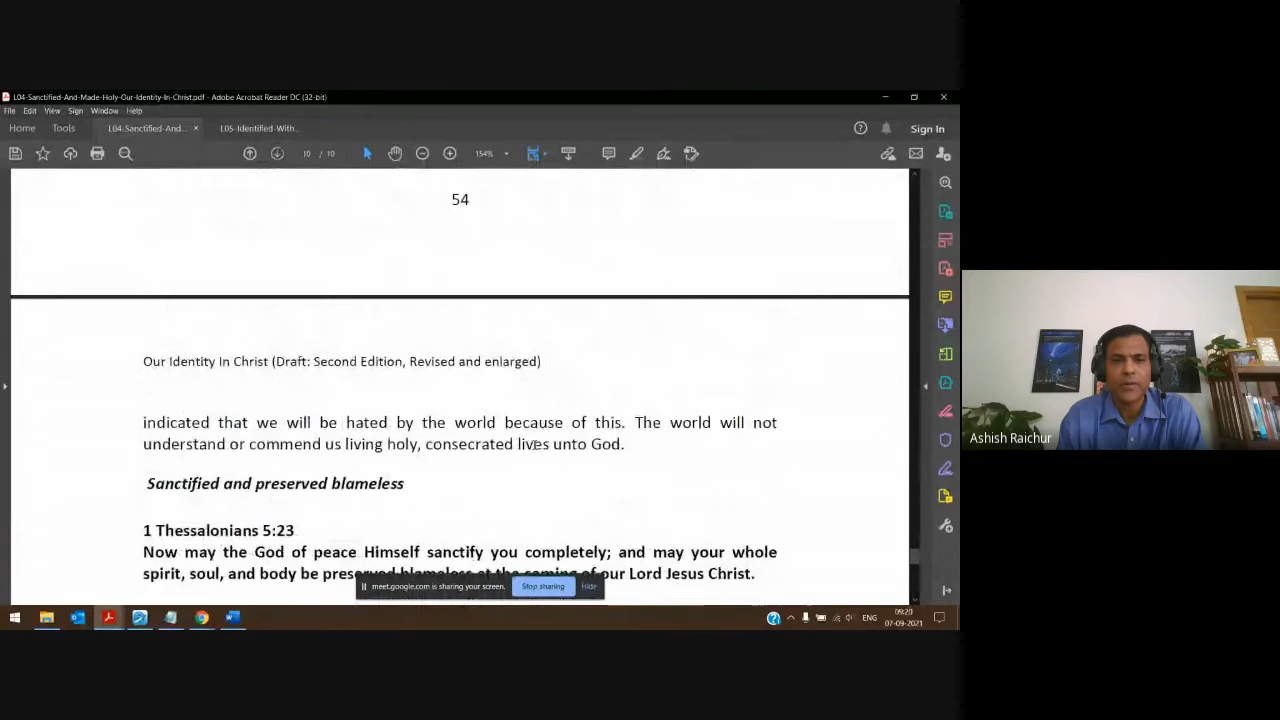 L04-Sanctified-And-Made-Holy-Our-Identity-In-Christ.pdf - Adobe Acrobat Reader DC (32-bit)
File Edit View Sign Window Help
Home Tools L04-Sanctified-And... × L05-Identified-With... Sign In
10 / 10 154%
54
Our Identity In Christ (Draft: Second Edition, Revised and enlarged)
indicated that we will be hated by the world because of this. The world will not
understand or commend us living holy, consecrated lives unto God.
Sanctified and preserved blameless
1 Thessalonians 5:23
Now may the God of peace Himself sanctify you completely; and may your whole
spirit, soul, and body be preserved blameless at the coming of our Lord Jesus Christ.
meet.google.com is sharing your screen. Stop sharing Hide
ENG
09:20
07-09-2021
Ashish Raichur